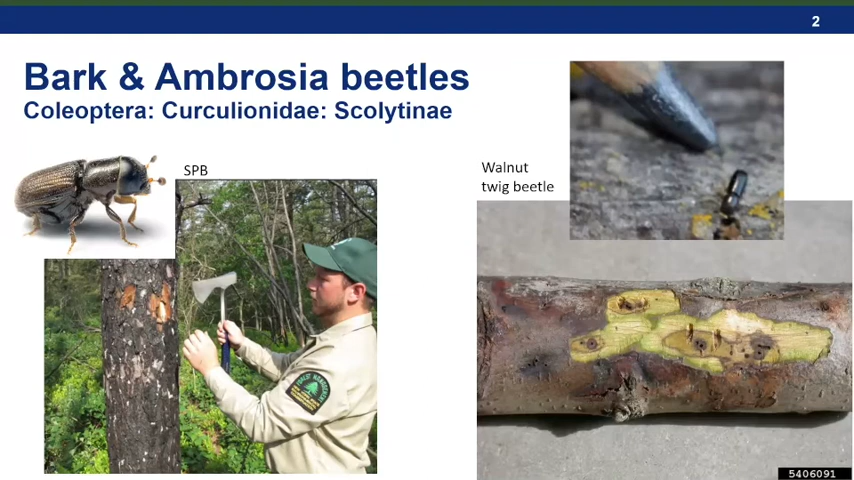 2
Bark & Ambrosia beetles
Coleoptera: Curculionidae: Scolytinae
SPB
Walnut
twig beetle
5406091